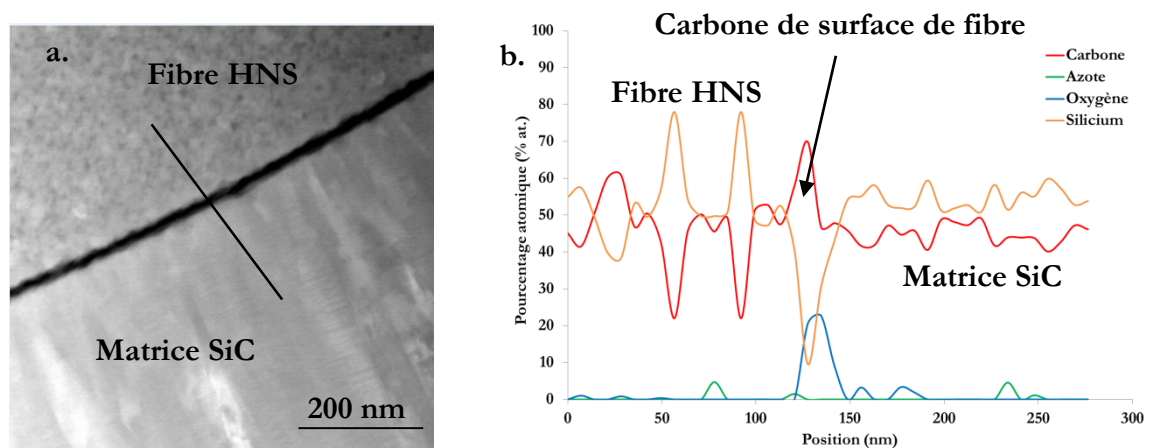 a.
Fibre HNS
Matrice SiC
200 nm
Carbone de surface de fibre
b.
Fibre HNS
Matrice SiC
Carbone
Azote
Oxygène
Silicium
Pourcentage atomique (% at.)
100
90
80
70
60
50
40
30
20
10
0
0
50
100
150
200
250
300
Position (nm)